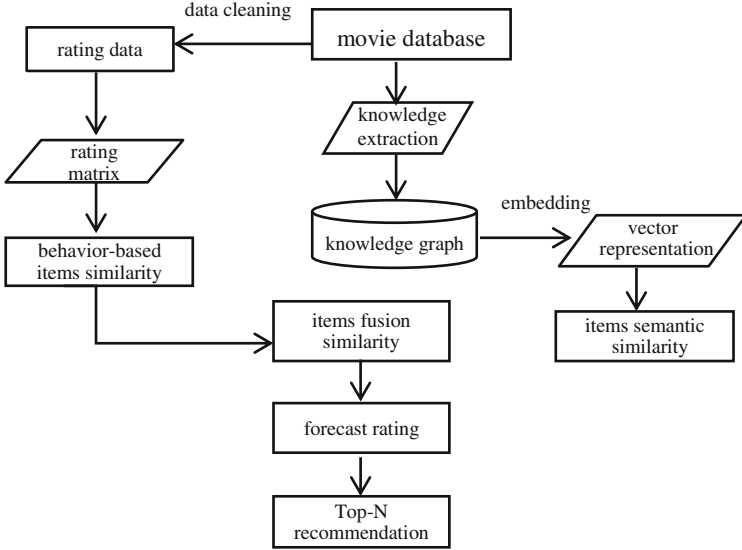 data cleaning
rating data
movie database
knowledge
extraction
rating
matrix
embedding
knowledge graph
vector
representation
behavior-based
items similarity
items fusion
similarity
items semantic
similarity
forecast rating
Top-N
recommendation